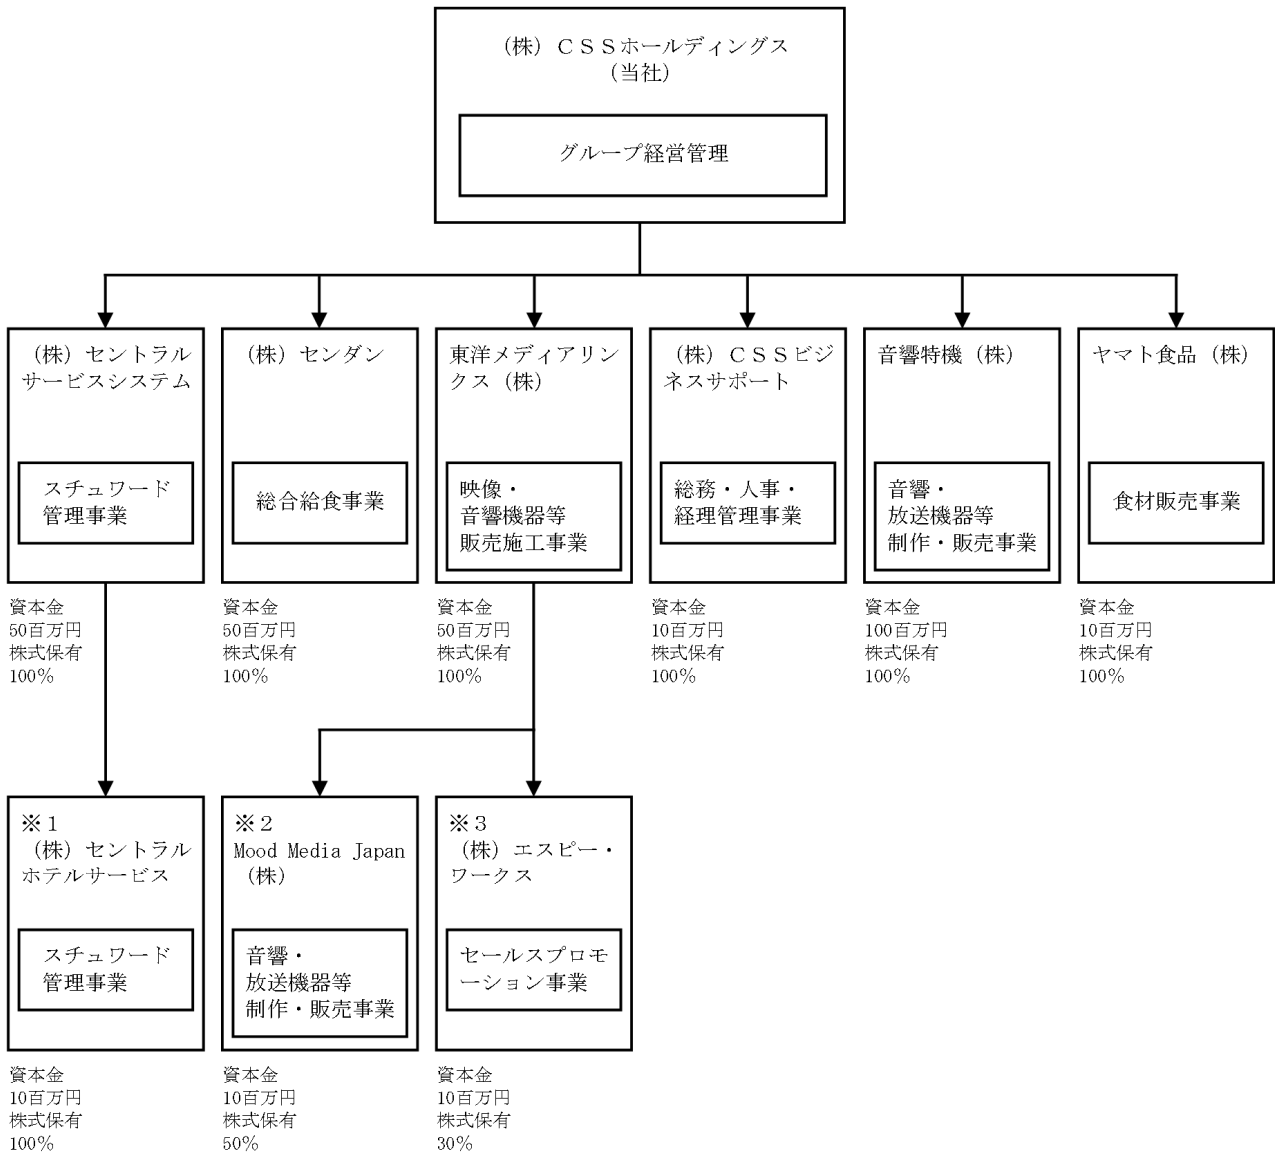 （株）ＣＳＳホールディングス
（当社）
グループ経営管理
（株）セントラル
サービスシステム
スチュワード
管理事業
資本金
50百万円
株式保有
100％
（株）センダン
総合給食事業
資本金
50百万円
株式保有
100％
東洋メディアリン
クス（株）
映像・
音響機器等
販売施工事業
資本金
50百万円
株式保有
100％
（株）ＣＳＳビジ
ネスサポート
総務・人事・
経理管理事業
資本金
10百万円
株式保有
100％
音響特機（株）
音響・
放送機器等
制作・販売事業
資本金
100百万円
株式保有
100％
ヤマト食品（株）
食材販売事業
資本金
10百万円
株式保有
100％
※１
（株）セントラル
ホテルサービス
スチュワード
管理事業
資本金
10百万円
株式保有
100％
※２
Mood Media Japan
（株）
音響・
放送機器等
制作・販売事業
資本金
10百万円
株式保有
50％
※３
（株）エスピー・
ワークス
セールスプロモ
ーション事業
資本金
10百万円
株式保有
30％